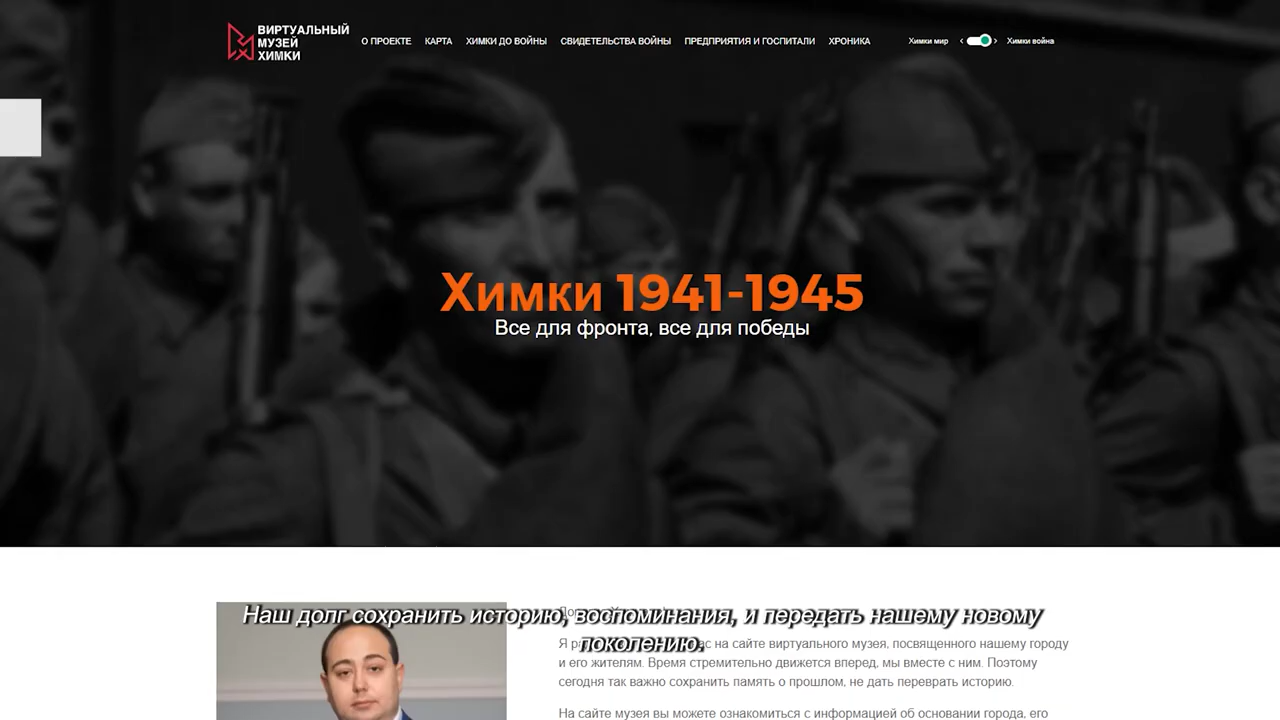 ВИРТУАЛЬНЫЙ
МУЗЕЙ
ХИМКИ
О ПРОЕКТЕ КАРТА ХИМКИ ДО ВОЙНЫ СВИДЕТЕЛЬСТВА ВОЙНЫ ПРЕДПРИЯТИЯ И ГОСПИТАЛИ ХРОНИКА Химки мир Химки война
Химки 1941-1945
Все для фронта, все для победы
Наш долг сохранить историю, воспоминания, и передать нашему новому
поколению.
Я на сайте виртуального музея, посвященного нашему городу
и его жителям. Время стремительно движется вперед, мы вместе с ним. Поэтому
сегодня так важно сохранить память о прошлом, не дать переврать историю.
На сайте музея вы можете ознакомиться с информацией об основании города, его